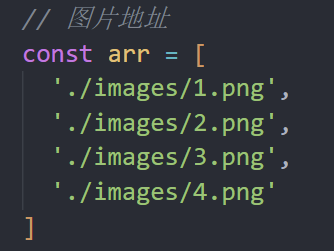 // 图片地址
const arr = [
'./images/1.png',
'./images/2.png',
'./images/3.png',
'./images/4.png'
]